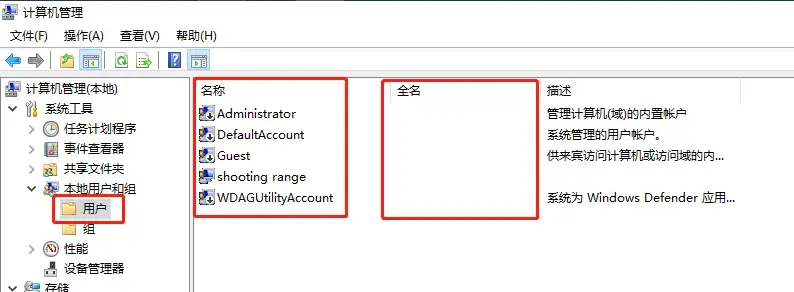 计算机管理
文件(F) 操作(A) 查看(V) 帮助(H)
计算机管理(本地)
系统工具
任务计划程序
事件查看器
共享文件夹
本地用户和组
用户
组
性能
设备管理器
存储
名称 全名 描述
Administrator 管理计算机(域)的内置帐户
DefaultAccount 系统管理的用户帐户。
Guest 供来宾访问计算机或访问域的内...
shooting range
WDAGUtilityAccount 系统为 Windows Defender 应用...